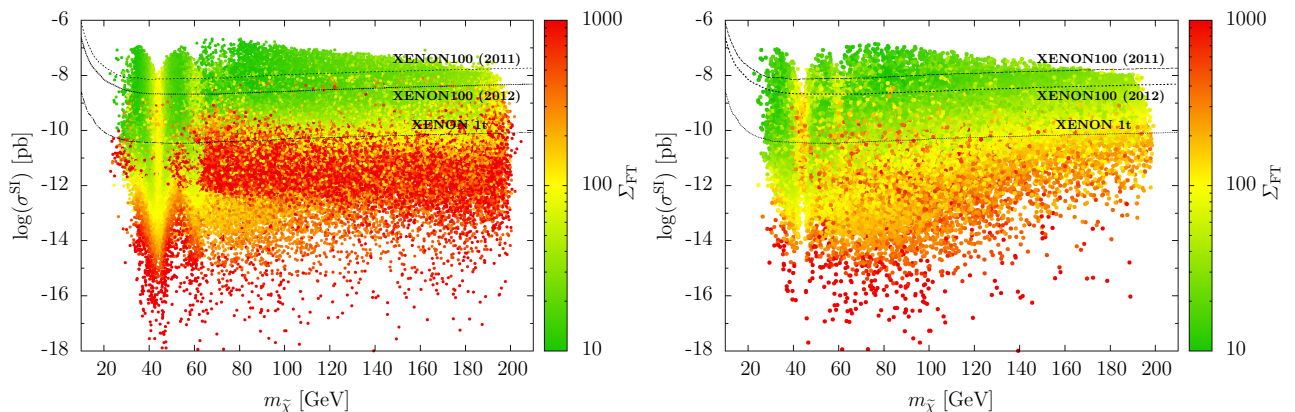 -6
-8
-10
-12
-14
-16
-18
log(σ^SI) [pb]
20 40 60 80 100 120 140 160 180 200
m_χ̃ [GeV]
XENON100 (2011)
XENON100 (2012)
XENON 1t
1000
100
10
Σ_FT
-6
-8
-10
-12
-14
-16
-18
log(σ^SI) [pb]
20 40 60 80 100 120 140 160 180 200
m_χ̃ [GeV]
XENON100 (2011)
XENON100 (2012)
XENON 1t
1000
100
10
Σ_FT